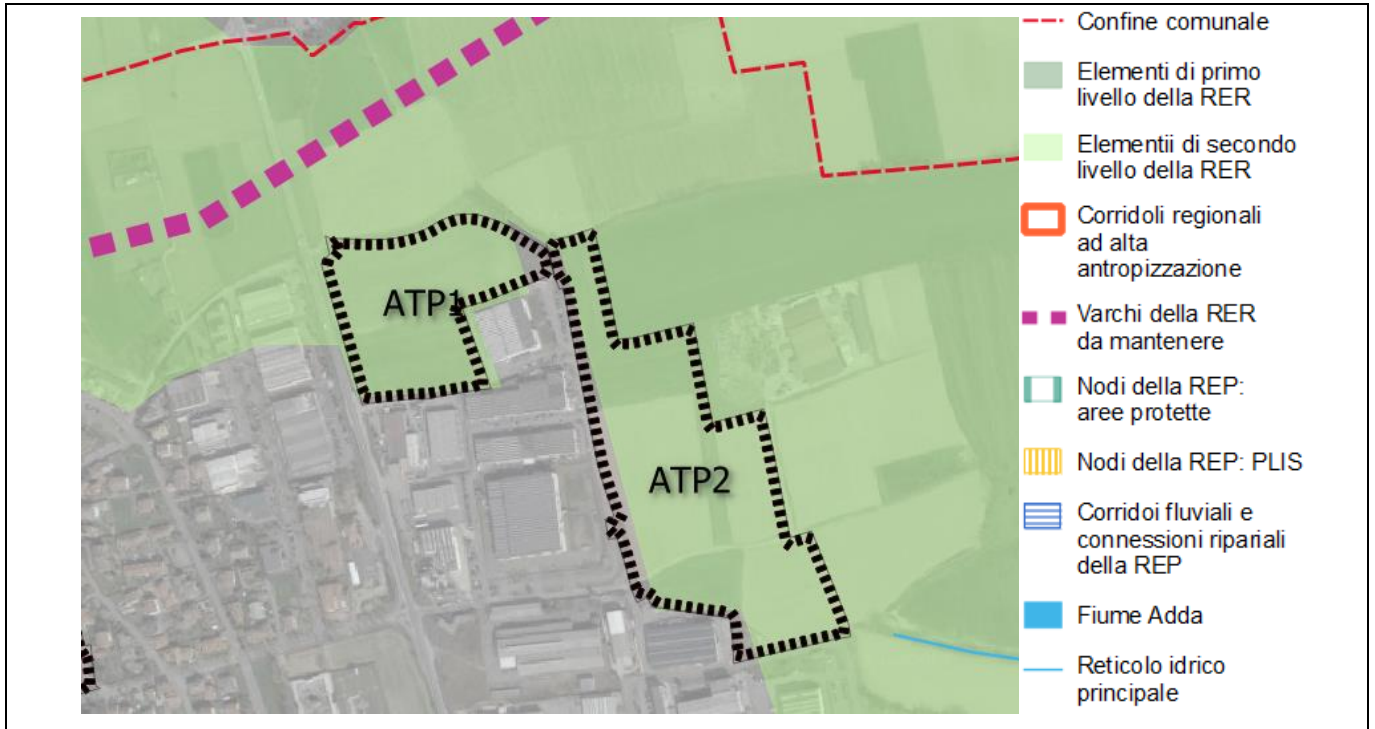 ATP1
ATP2
Confine comunale
Elementi di primo
livello della RER
Elementii di secondo
livello della RER
Corridoli regionali
ad alta
antropizzazione
Varchi della RER
da mantenere
Nodi della REP:
aree protette
Nodi della REP: PLIS
Corridoi fluviali e
connessioni ripariali
della REP
Fiume Adda
Reticolo idrico
principale